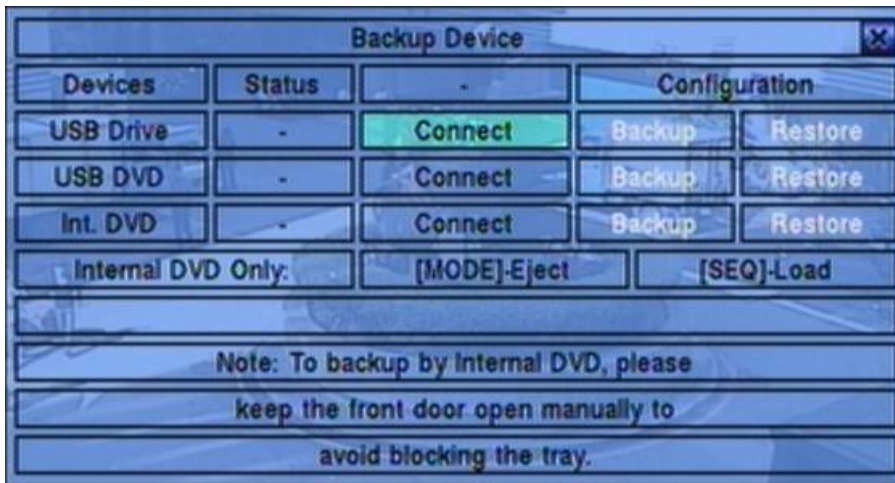 Backup Device
Devices Status - Configuration
USB Drive - Connect Backup Restore
USB DVD - Connect Backup Restore
Int. DVD - Connect Backup Restore
Internal DVD Only: [MODE]-Eject [SEQ]-Load
Note: To backup by Internal DVD, please
keep the front door open manually to
avoid blocking the tray.